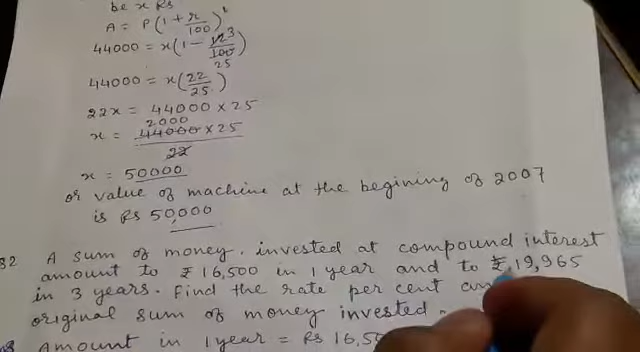 be x Rs
A = P(1 + r/100)^t
44000 = x(1 - 12 3/100 25)
44000 = x(22/25)
22x = 44000 × 25
x = 2000 44000 × 25/22
x = 50000
or value of machine at the begining of 2007
is Rs 50,000
32 A sum of money. invested at compound interest
amount to ₹ 16,500 in 1 year and to ₹ 19,965
in 3 years. Find the rate per cent
original sum of money invested.
Amount in 1 year = Rs